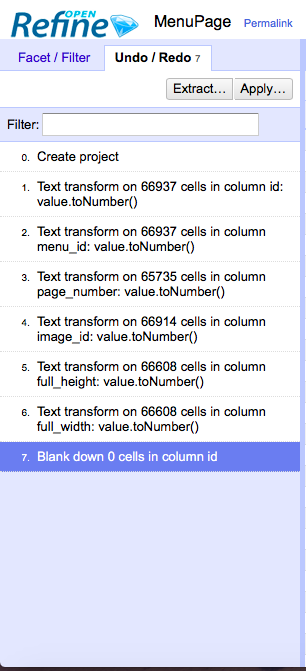 OPEN
Refine MenuPage Permalink
Facet / Filter Undo / Redo 7
Extract... Apply...
Filter:
0. Create project
1. Text transform on 66937 cells in column id:
value.toNumber()
2. Text transform on 66937 cells in column
menu_id: value.toNumber()
3. Text transform on 65735 cells in column
page_number: value.toNumber()
4. Text transform on 66914 cells in column
image_id: value.toNumber()
5. Text transform on 66608 cells in column
full_height: value.toNumber()
6. Text transform on 66608 cells in column
full_width: value.toNumber()
7. Blank down 0 cells in column id